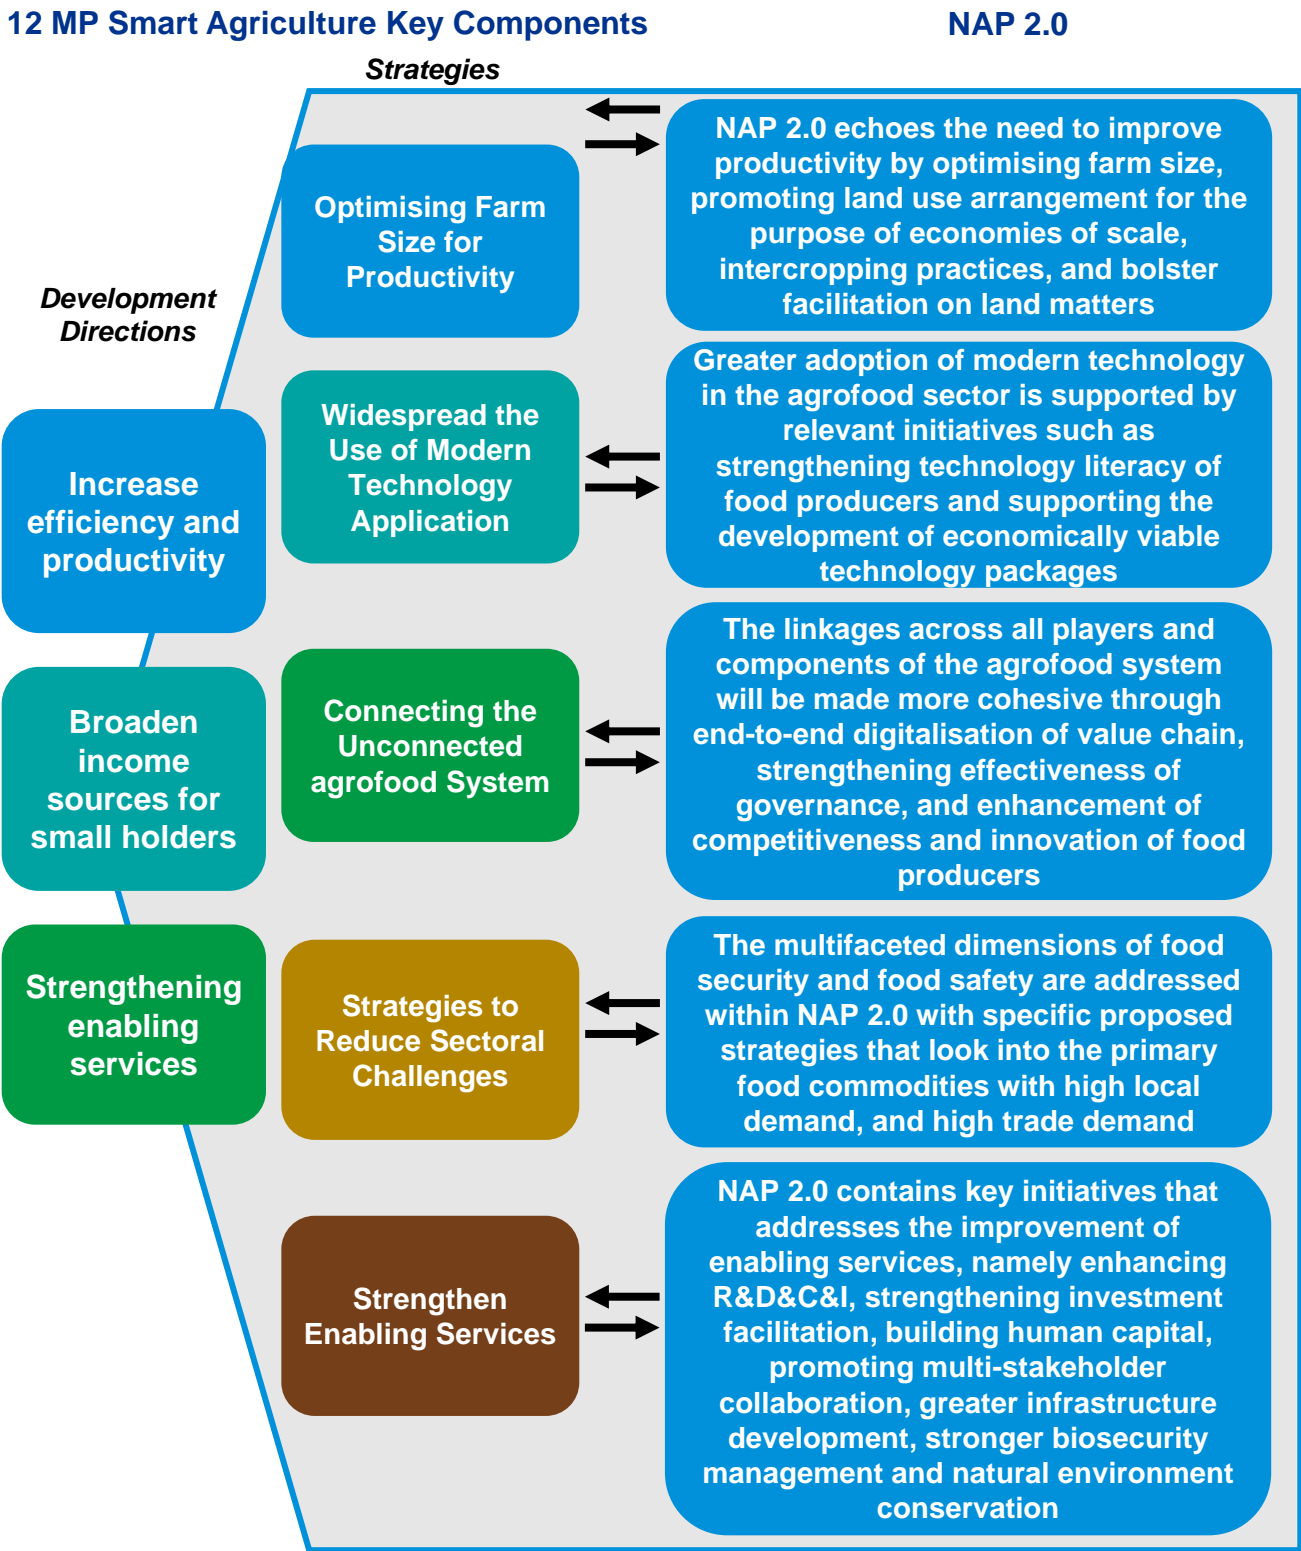 12 MP Smart Agriculture Key Components
NAP 2.0
Strategies
Development
Directions
Increase
efficiency and
productivity
Broaden
income
sources for
small holders
Strengthening
enabling
services
Optimising Farm
Size for
Productivity
NAP 2.0 echoes the need to improve
productivity by optimising farm size,
promoting land use arrangement for the
purpose of economies of scale,
intercropping practices, and bolster
facilitation on land matters
Widespread the
Use of Modern
Technology
Application
Greater adoption of modern technology
in the agrofood sector is supported by
relevant initiatives such as
strengthening technology literacy of
food producers and supporting the
development of economically viable
technology packages
Connecting the
Unconnected
agrofood System
The linkages across all players and
components of the agrofood system
will be made more cohesive through
end-to-end digitalisation of value chain,
strengthening effectiveness of
governance, and enhancement of
competitiveness and innovation of food
producers
Strategies to
Reduce Sectoral
Challenges
The multifaceted dimensions of food
security and food safety are addressed
within NAP 2.0 with specific proposed
strategies that look into the primary
food commodities with high local
demand, and high trade demand
Strengthen
Enabling Services
NAP 2.0 contains key initiatives that
addresses the improvement of
enabling services, namely enhancing
R&D&C&I, strengthening investment
facilitation, building human capital,
promoting multi-stakeholder
collaboration, greater infrastructure
development, stronger biosecurity
management and natural environment
conservation